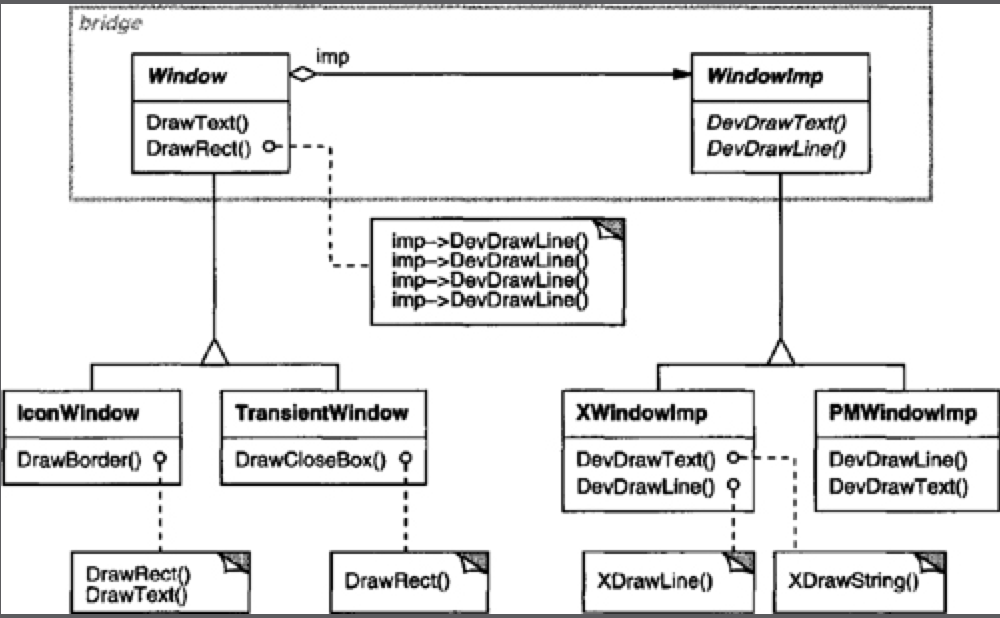 bridge
imp
Window
DrawText()
DrawRect()
WindowImp
DevDrawText()
DevDrawLine()
imp–>DevDrawLine()
imp–>DevDrawLine()
imp–>DevDrawLine()
imp–>DevDrawLine()
IconWindow
DrawBorder()
TransientWindow
DrawCloseBox()
XWindowImp
DevDrawText()
DevDrawLine()
PMWindowImp
DevDrawLine()
DevDrawText()
DrawRect()
DrawText()
DrawRect()
XDrawLine()
XDrawString()